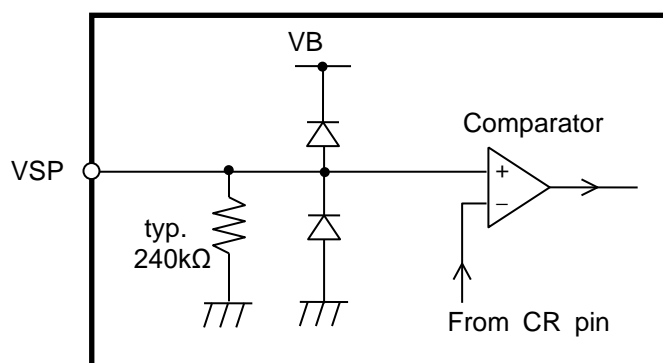 VB
Comparator
VSP
+
−
typ.
240kΩ
From CR pin